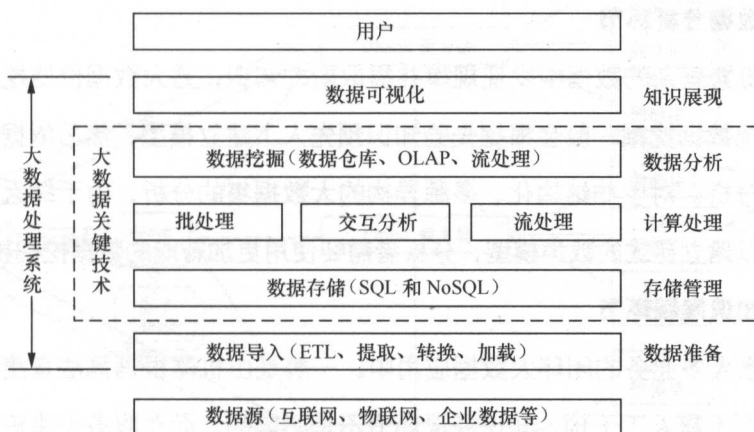 用户
数据可视化
知识展现
数据挖掘(数据仓库、OLAP、流处理)
数据分析
批处理
交互分析
流处理
计算处理
数据存储(SQL 和 NoSQL)
存储管理
数据导入(ETL、提取、转换、加载)
数据准备
数据源(互联网、物联网、企业数据等)
大数据处理系统
大数据关键技术